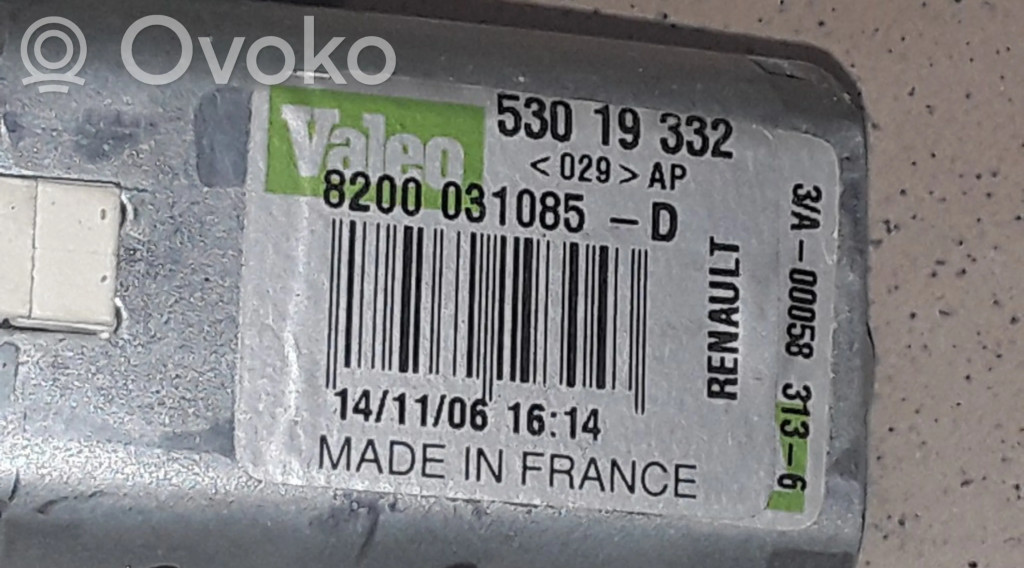 Ovoko
Valeo
530 19 332
<029> AP
8200 031085 - D
14/11/06 16:14
MADE IN FRANCE
RENAULT
3/A - 00058 313-6